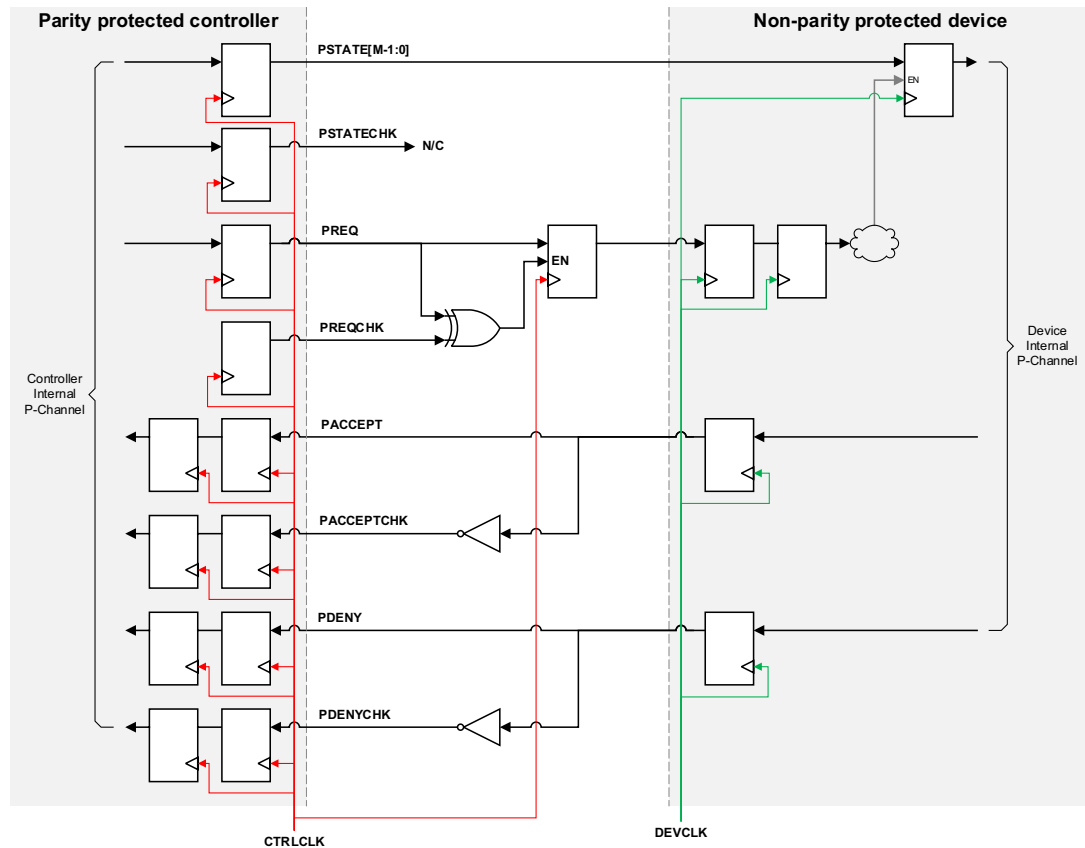 Parity protected controller
Non-parity protected device
PSTATE[M-1:0]
EN
PSTATECHK
N/C
PREQ
EN
PREQCHK
Device
Internal
P-Channel
Controller
Internal
P-Channel
PACCEPT
PACCEPTCHK
PDENY
PDENYCHK
CTRLCLK
DEVCLK